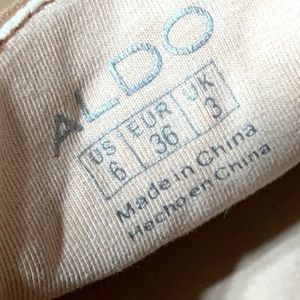 ALDO
US EUR UK
6 36 3
Made in China
Hecho en China